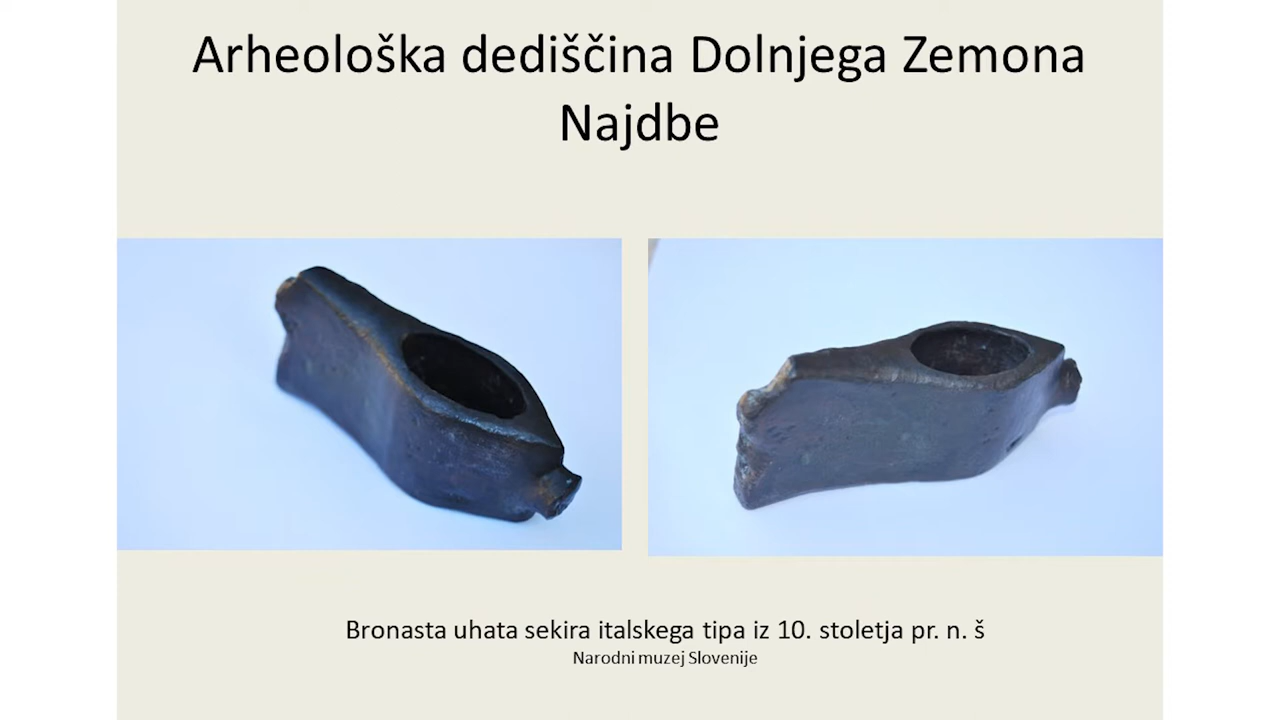 Arheološka dediščina Dolnjega Zemona
Najdbe
Bronasta uhata sekira italskega tipa iz 10. stoletja pr. n. š
Narodni muzej Slovenije